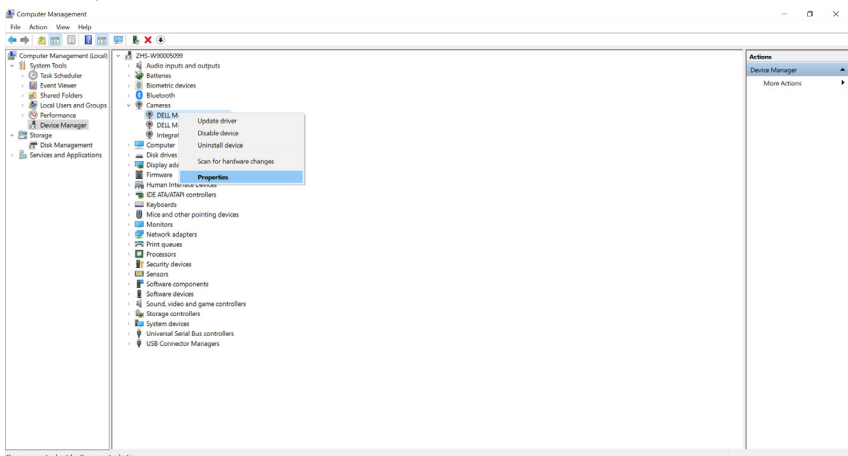 Computer Management
File Action View Help
Computer Management (Local)
System Tools
Task Scheduler
Event Viewer
Shared Folders
Local Users and Groups
Performance
Device Manager
Storage
Disk Management
Services and Applications
ZHS-W90005099
Audio inputs and outputs
Batteries
Biometric devices
Bluetooth
Cameras
DELL M
DELL M
Integrat
Computer
Disk drives
Display ada
Firmware
Human Interface Devices
IDE ATA/ATAPI controllers
Keyboards
Mice and other pointing devices
Monitors
Network adapters
Print queues
Processors
Security devices
Sensors
Software components
Software devices
Sound, video and game controllers
Storage controllers
System devices
Universal Serial Bus controllers
USB Connector Managers
Update driver
Disable device
Uninstall device
Scan for hardware changes
Properties
Actions
Device Manager
More Actions